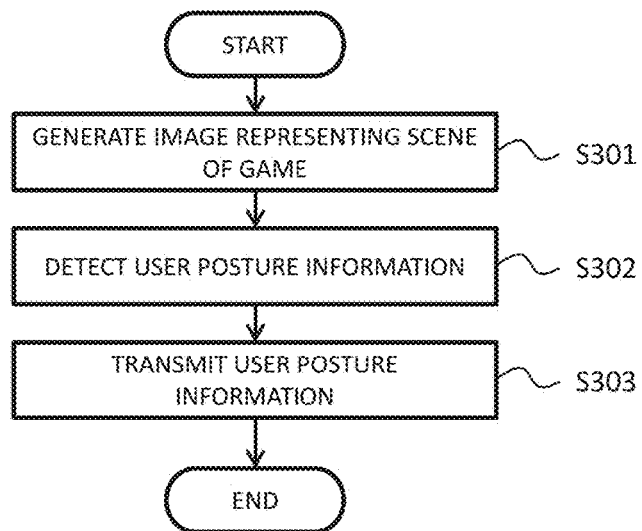 START
GENERATE IMAGE REPRESENTING SCENE
OF GAME
S301
DETECT USER POSTURE INFORMATION
S302
TRANSMIT USER POSTURE
INFORMATION
S303
END